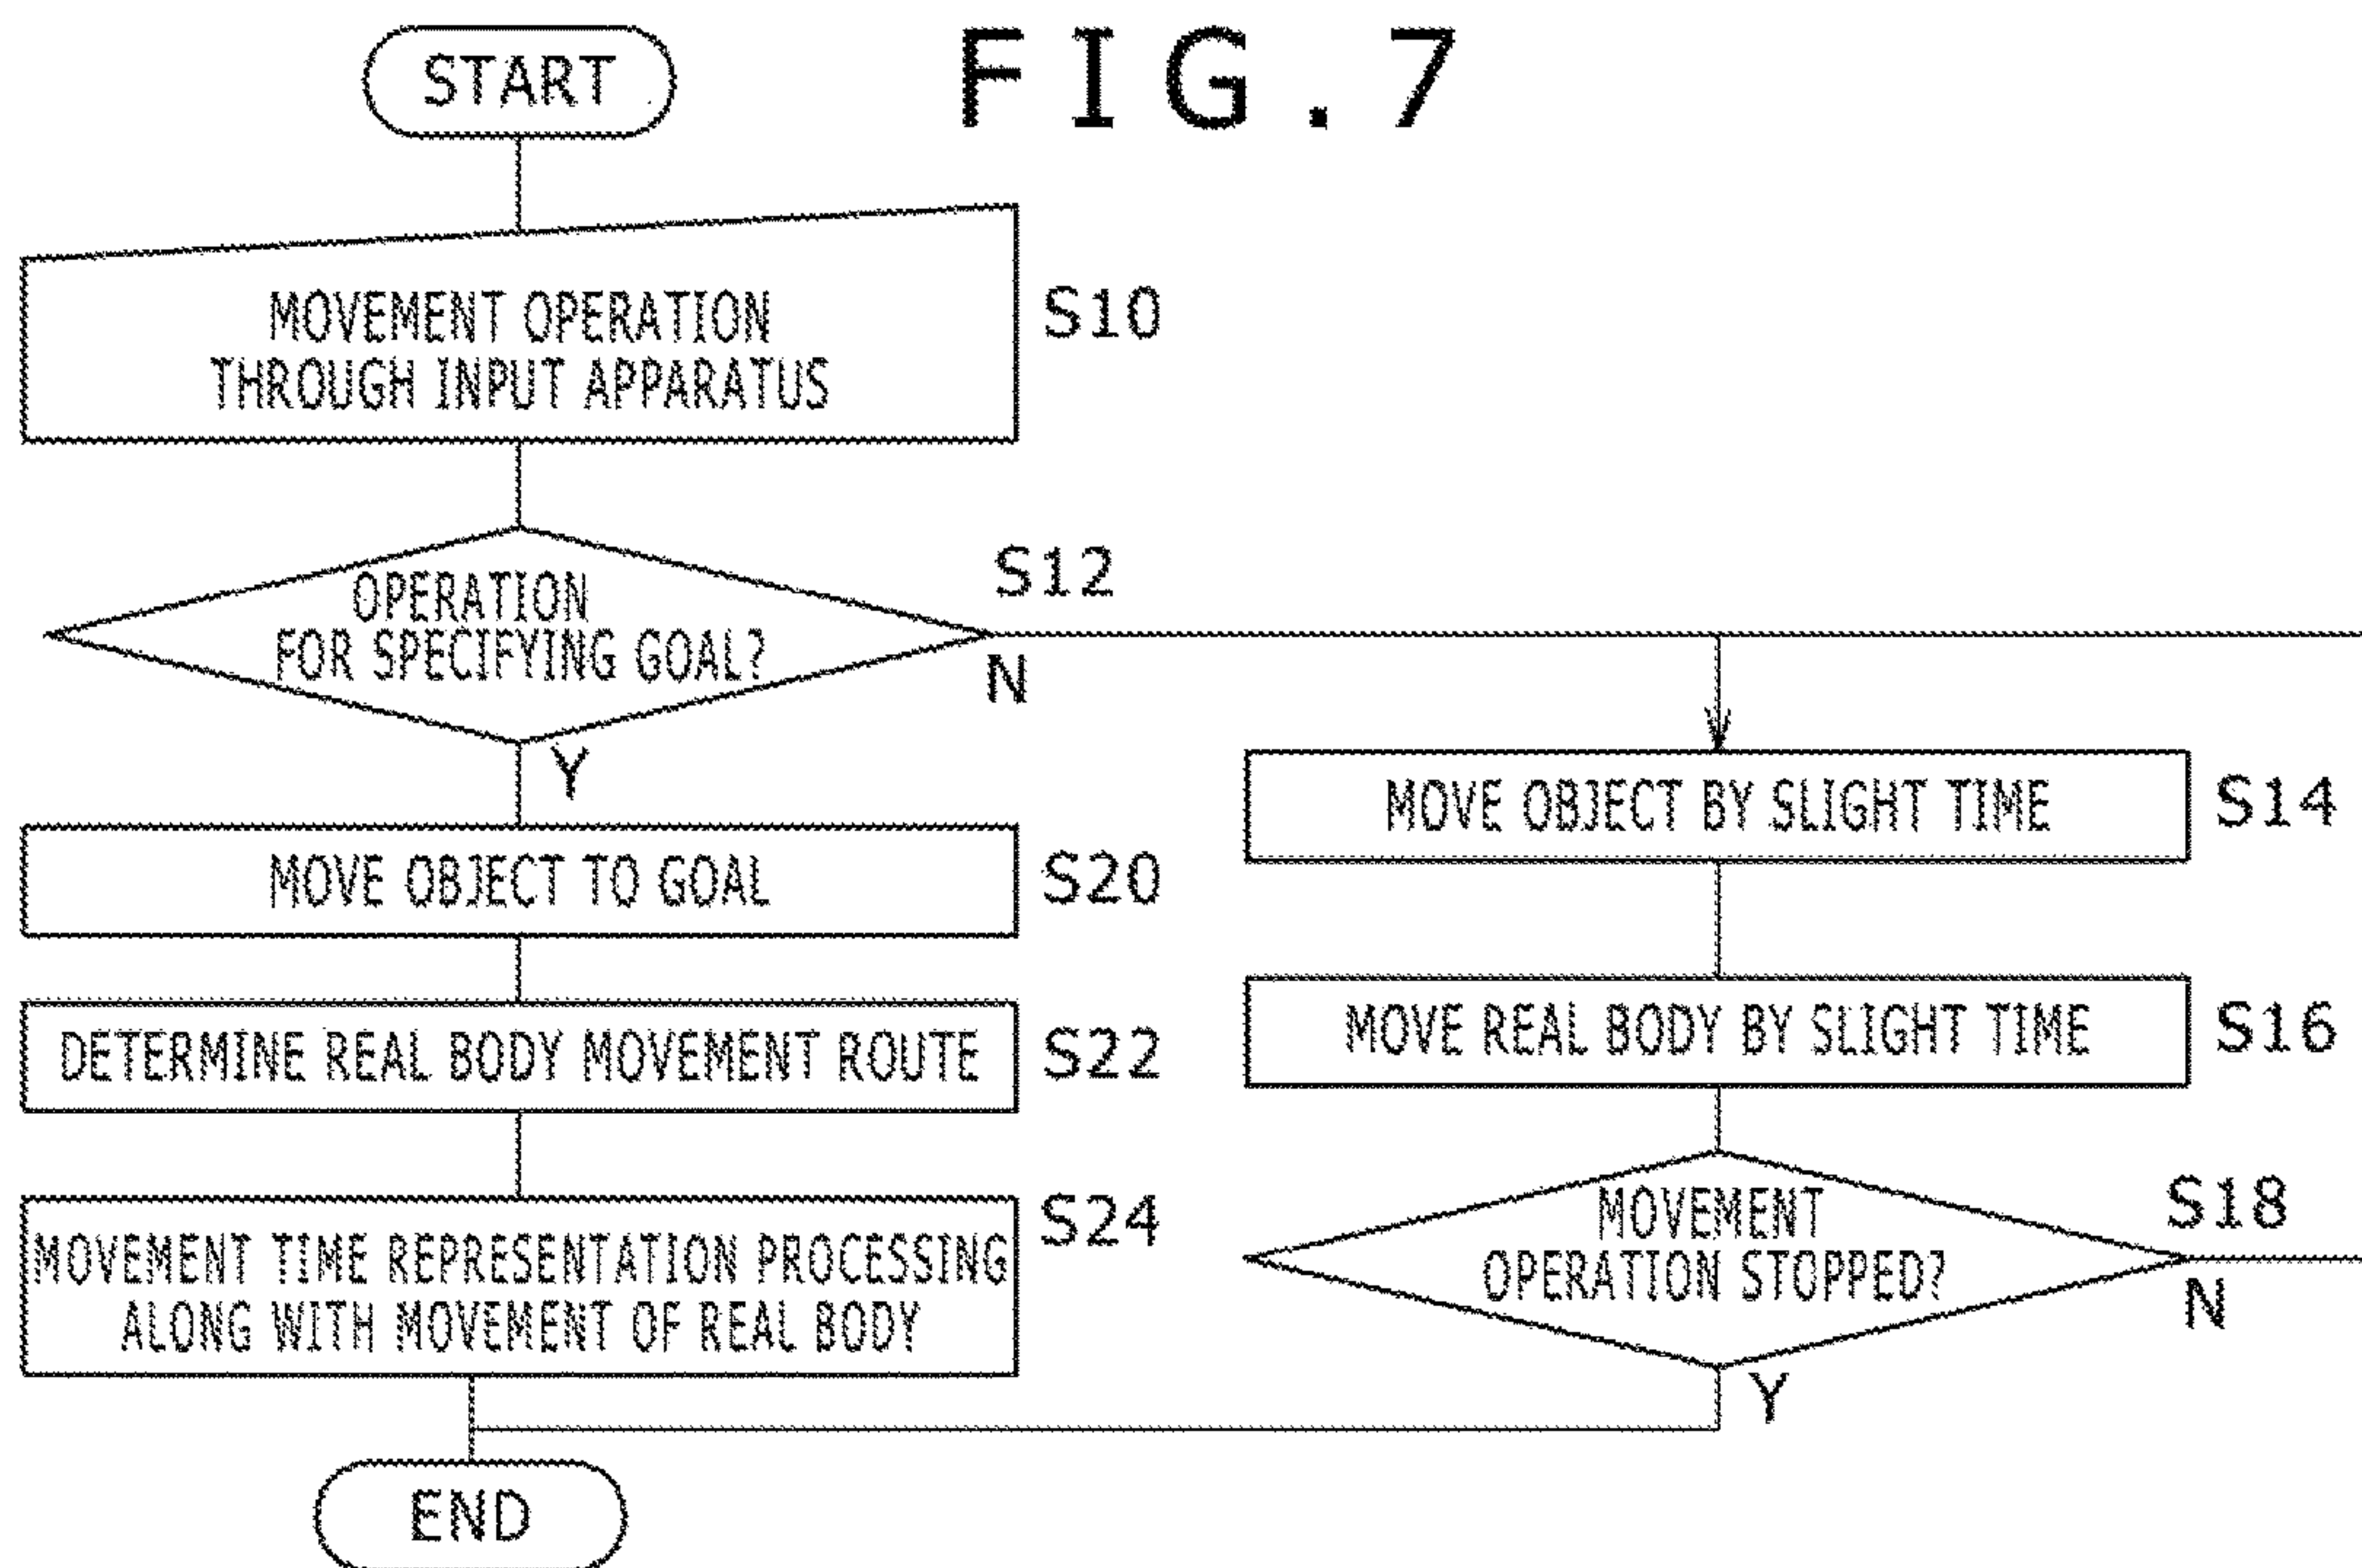 FIG.7
START
MOVEMENT OPERATION
THROUGH INPUT APPARATUS
S10
OPERATION
FOR SPECIFYING GOAL?
S12
N
Y
MOVE OBJECT TO GOAL
S20
DETERMINE REAL BODY MOVEMENT ROUTE
S22
MOVEMENT TIME REPRESENTATION PROCESSING
ALONG WITH MOVEMENT OF REAL BODY
S24
MOVE OBJECT BY SLIGHT TIME
S14
MOVE REAL BODY BY SLIGHT TIME
S16
MOVEMENT
OPERATION STOPPED?
S18
N
Y
END